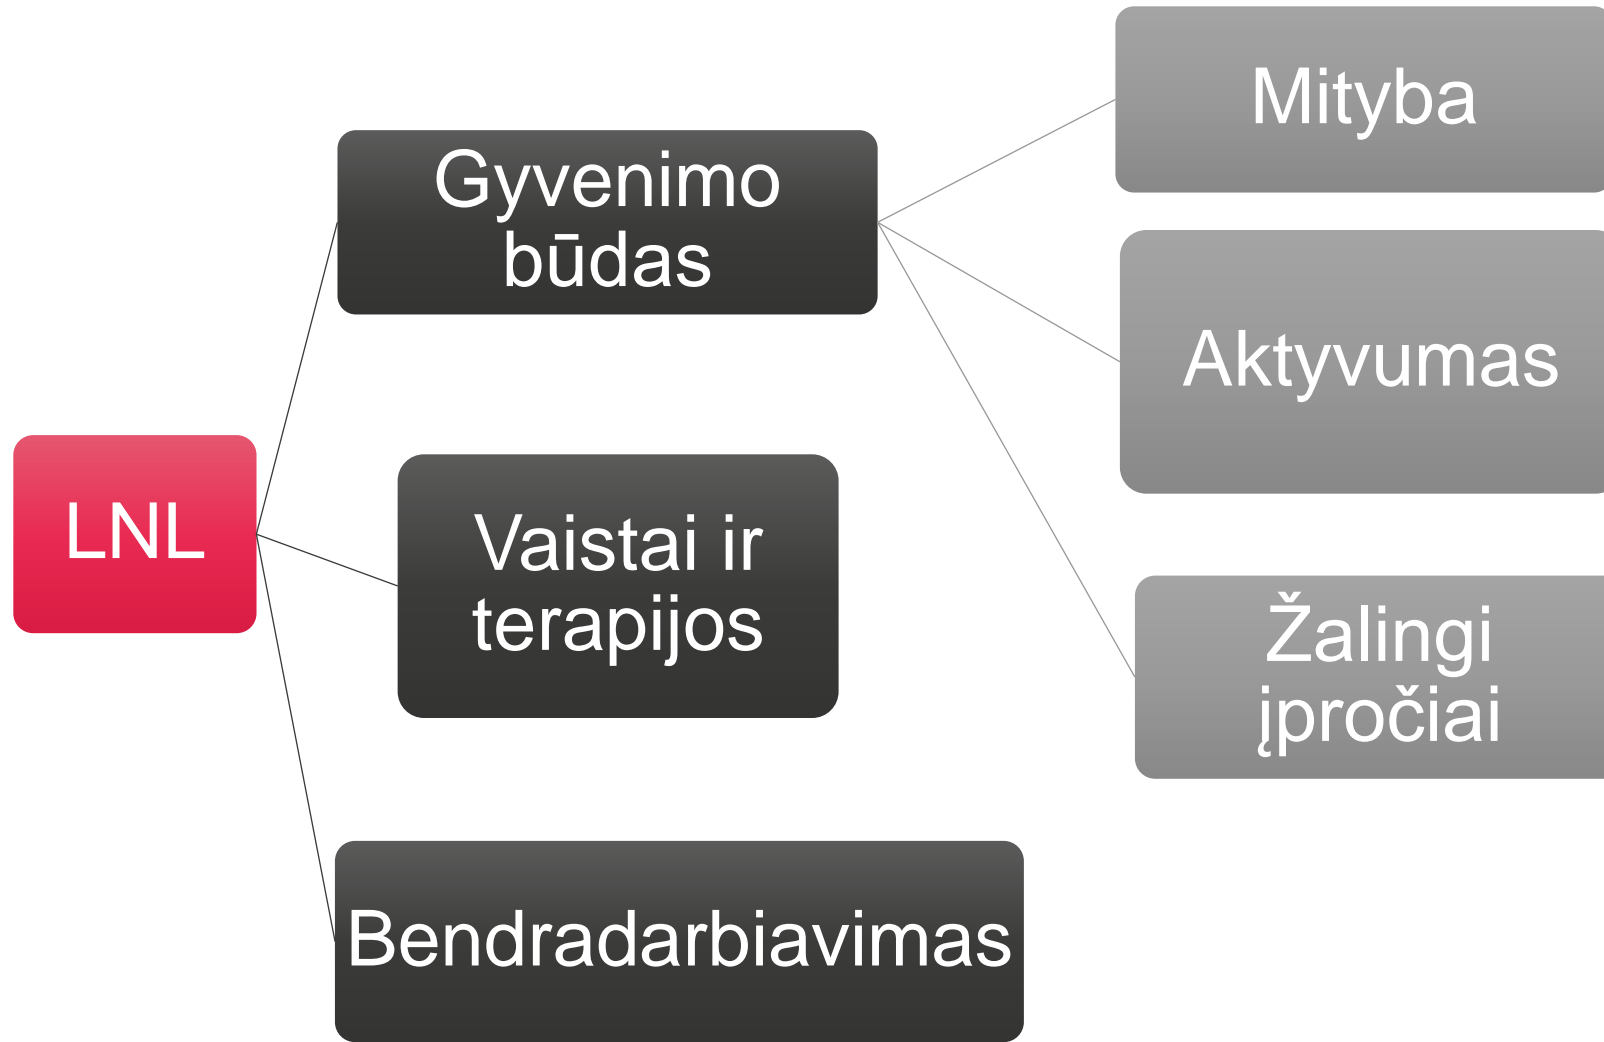 LNL
Gyvenimo
būdas
Vaistai ir
terapijos
Bendradarbiavimas
Mityba
Aktyvumas
Žalingi
įpročiai